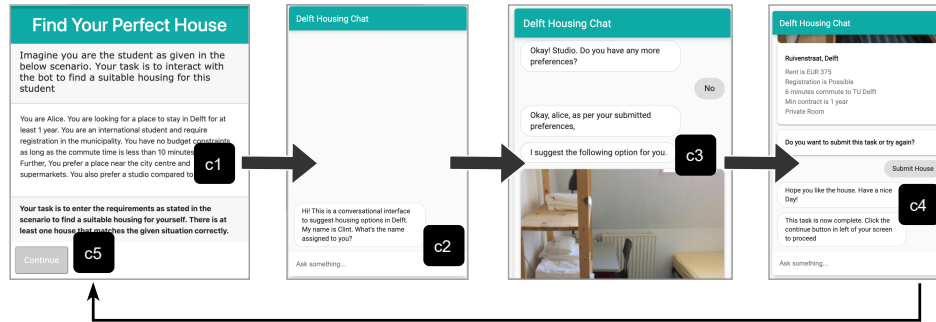 Find Your Perfect House
Imagine you are the student as given in the
below scenario. Your task is to interact with
the bot to find a suitable housing for this
student
You are Alice. You are looking for a place to stay in Delft for at
least 1 year. You are an international student and require
registration in the municipality. You have no budget constraints
as long as the commute time is less than 10 minutes
Further, You prefer a place near the city centre and
supermarkets. You also prefer a studio compared to
c1
Your task is to enter the requirements as stated in the
scenario to find a suitable housing for yourself. There is at
least one house that matches the given situation correctly.
Continue
c5
Delft Housing Chat
Hi! This is a conversational interface
to suggest housing options in Delft.
My name is Clint. What's the name
assigned to you?
c2
Ask something...
Delft Housing Chat
Okay! Studio. Do you have any more
preferences?
No
Okay, alice, as per your submitted
preferences,
I suggest the following option for you.
c3
Delft Housing Chat
Ruivenstraat, Delft
Rent is EUR 375
Registration is Possible
6 minutes commute to TU Delft
Min contract is 1 year
Private Room
Do you want to submit this task or try again?
Submit House
Hope you like the house. Have a nice
Day!
c4
This task is now complete. Click the
continue button in left of your screen
to proceed
Ask something...